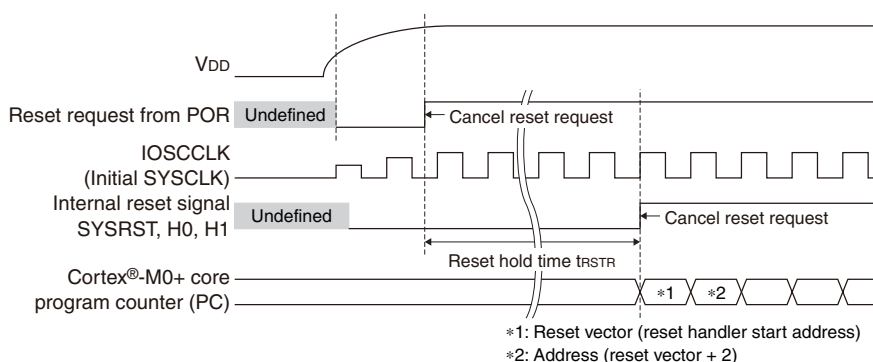 VDD
Reset request from POR
Undefined
Cancel reset request
IOSCCLK
(Initial SYSCLK)
Internal reset signal
SYSRST, H0, H1
Undefined
Cancel reset request
Reset hold time tRSTR
Cortex®-M0+ core
program counter (PC)
*1
*2
*1: Reset vector (reset handler start address)
*2: Address (reset vector + 2)